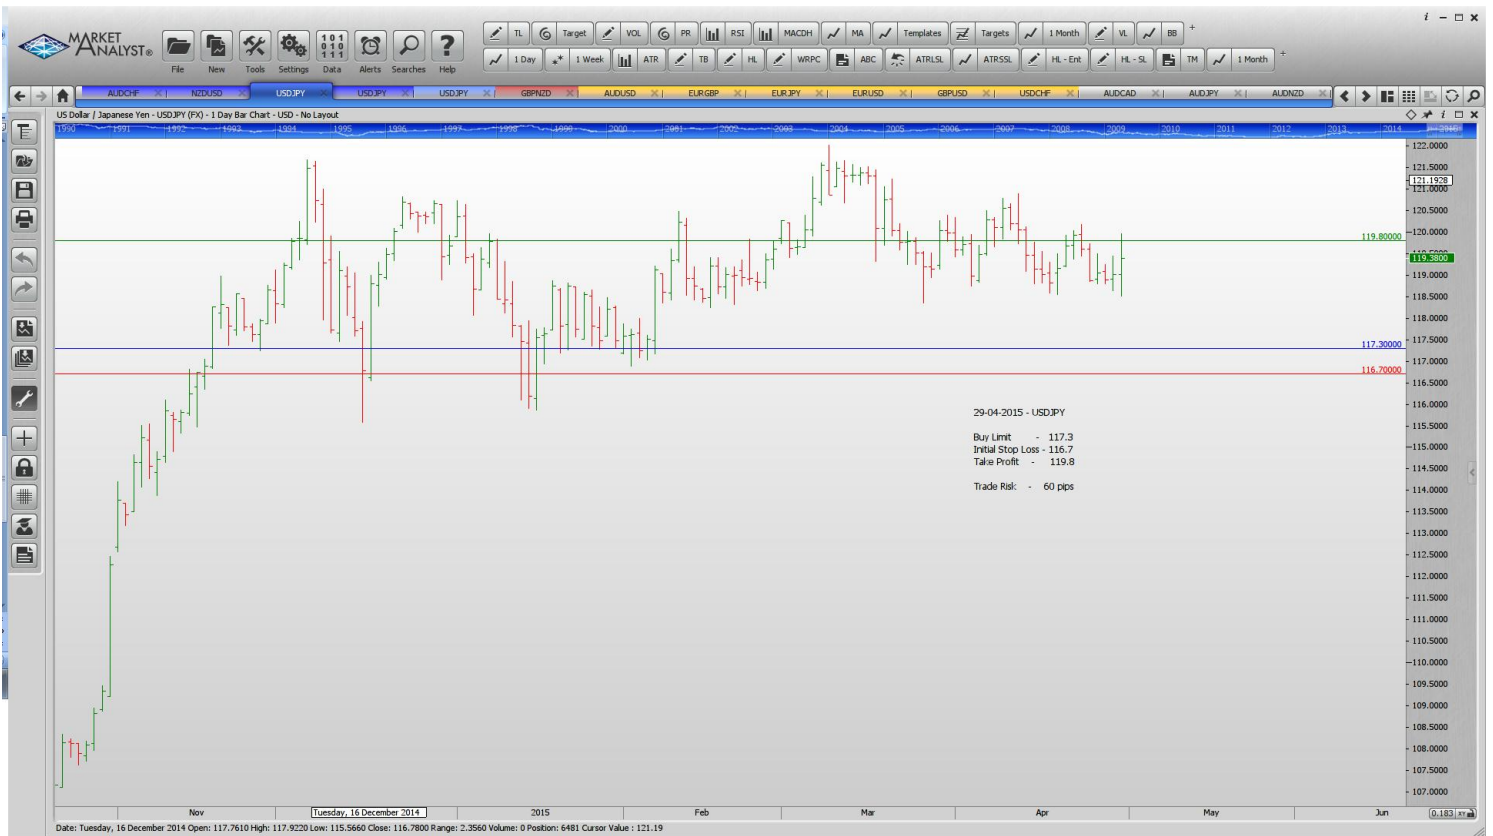 MARKET
ANALYST®
File New Tools Settings Data Alerts Searches Help
TL Target VOL PR RSI MACDH MA Templates Targets 1 Month VL BB +
1 Day 1 Week ATR TB HL WRPC ABC ATRLSL ATRSSL HL - Ent HL - SL TM 1 Month +
AUDCHF NZDUSD USDJPY USDJPY USDJPY GBPNZD AUDUSD EURGBP EURJPY EURUSD GBPUSD USDCHF AUDCAD AUDJPY AUDNZD
US Dollar / Japanese Yen - USDJPY (FX) - 1 Day Bar Chart - USD - No Layout
1990 1991 1992 1993 1994 1995 1996 1997 1998 1999 2000 2001 2002 2003 2004 2005 2006 2007 2008 2009 2010 2011 2012 2013 2014
122.0000
121.5000
121.1928
121.0000
120.5000
120.0000
119.80000
119.3800
119.0000
118.5000
118.0000
117.5000
117.30000
117.0000
116.70000
116.5000
116.0000
29-04-2015 - USDJPY
115.5000
Buy Limit - 117.3
115.0000
Initial Stop Loss - 116.7
Take Profit - 119.8
114.5000
Trade Risk - 60 pips
114.0000
113.5000
113.0000
112.5000
112.0000
111.5000
111.0000
110.5000
110.0000
109.5000
109.0000
108.5000
108.0000
107.5000
107.0000
Nov Tuesday, 16 December 2014 2015 Feb Mar Apr May Jun 0.183
Date: Tuesday, 16 December 2014 Open: 117.7610 High: 117.9220 Low: 115.5660 Close: 116.7800 Range: 2.3560 Volume: 0 Position: 6481 Cursor Value : 121.19